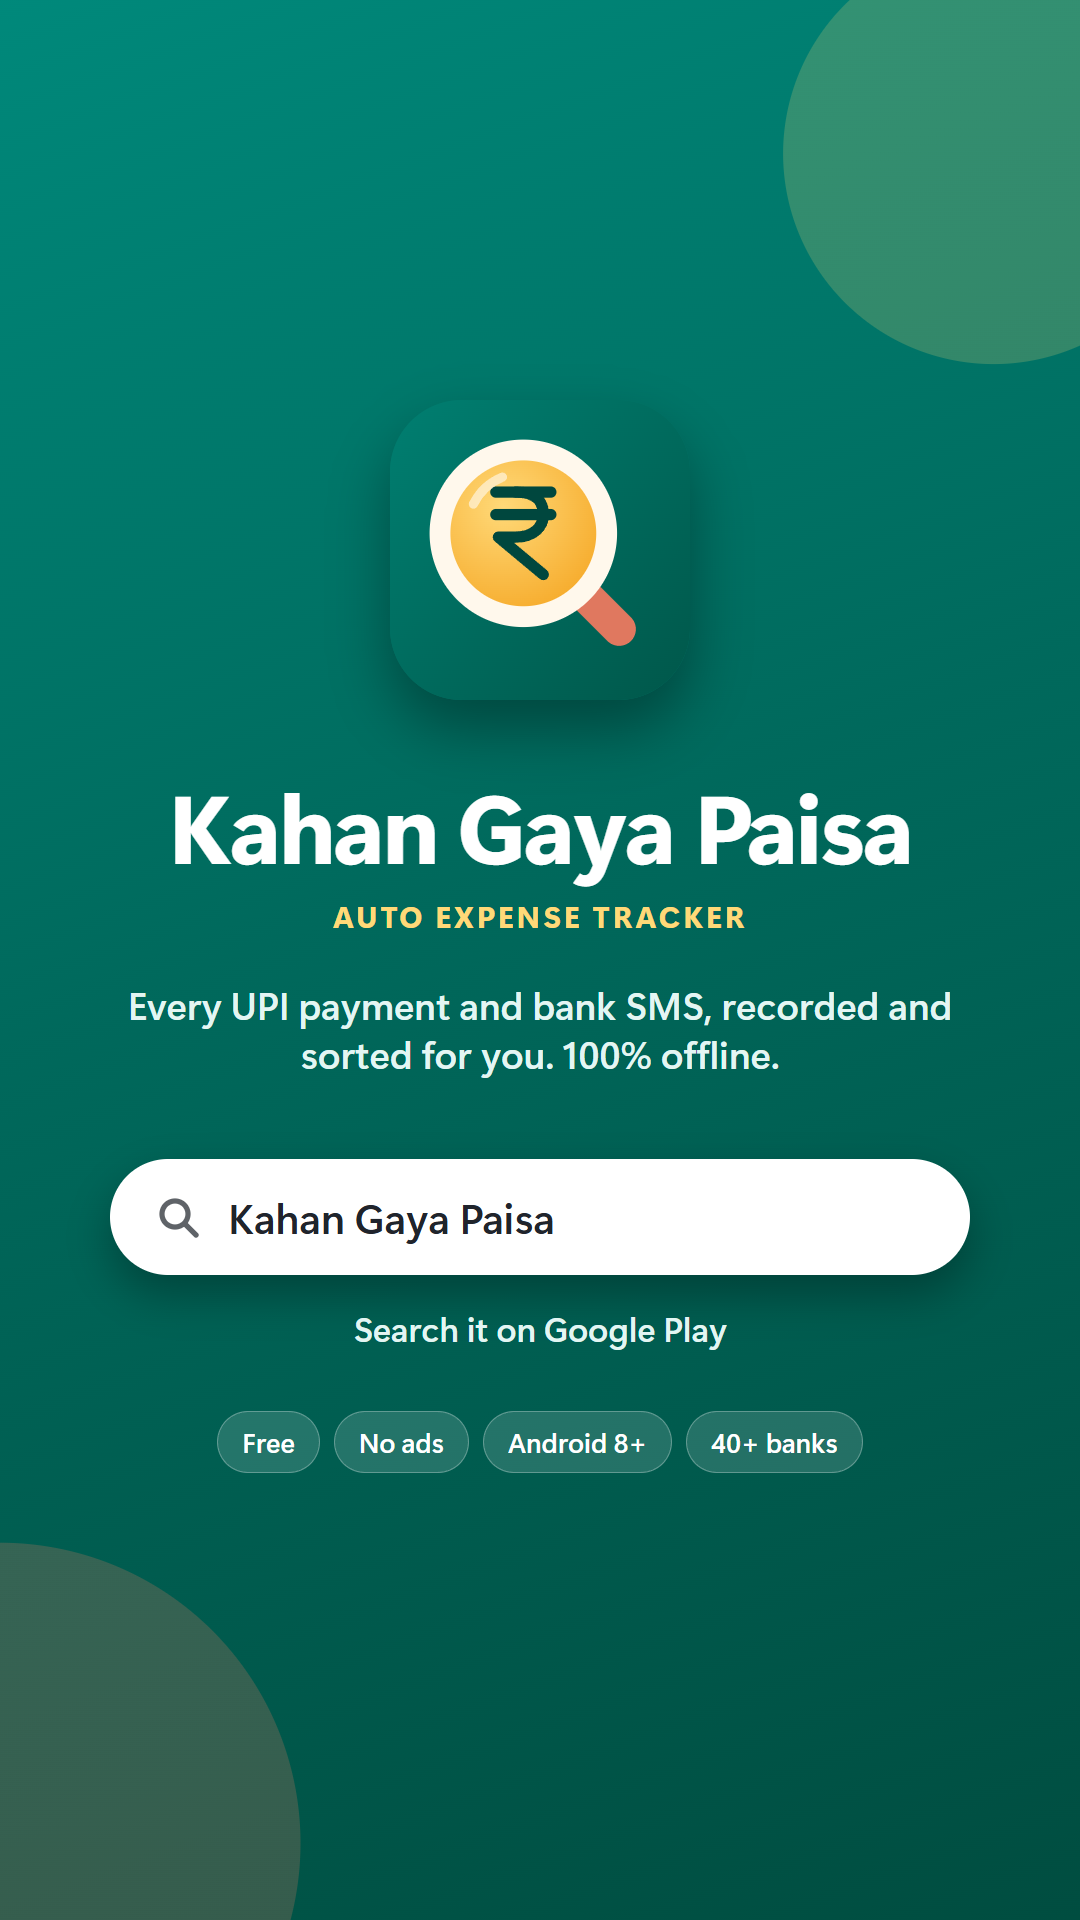 ₹
Kahan Gaya Paisa
AUTO EXPENSE TRACKER
Every UPI payment and bank SMS, recorded and
sorted for you. 100% offline.
Kahan Gaya Paisa
Search it on Google Play
Free
No ads
Android 8+
40+ banks